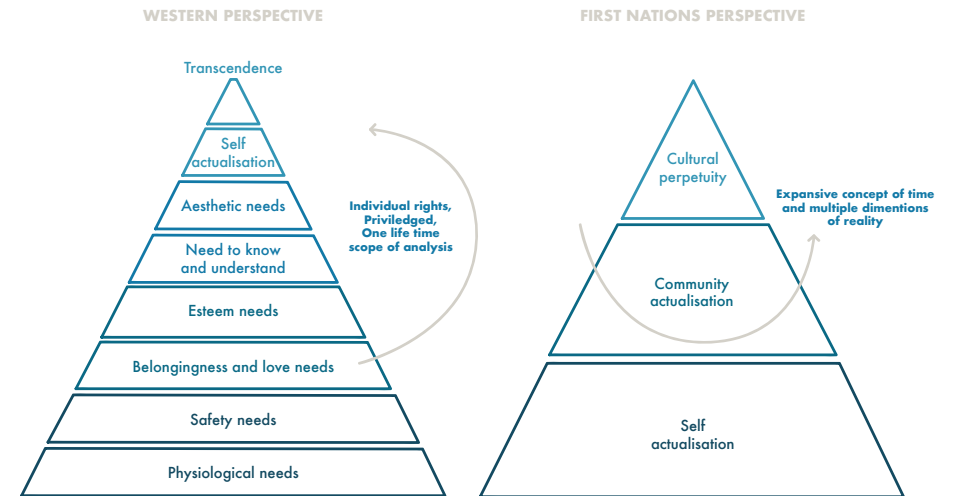 WESTERN PERSPECTIVE
Transcendence
Self
actualisation
Aesthetic needs
Need to know
and understand
Esteem needs
Belongingness and love needs
Safety needs
Physiological needs
Individual rights,
Priviledged,
One life time
scope of analysis
FIRST NATIONS PERSPECTIVE
Cultural
perpetuity
Community
actualisation
Self
actualisation
Expansive concept of time
and multiple dimentions
of reality